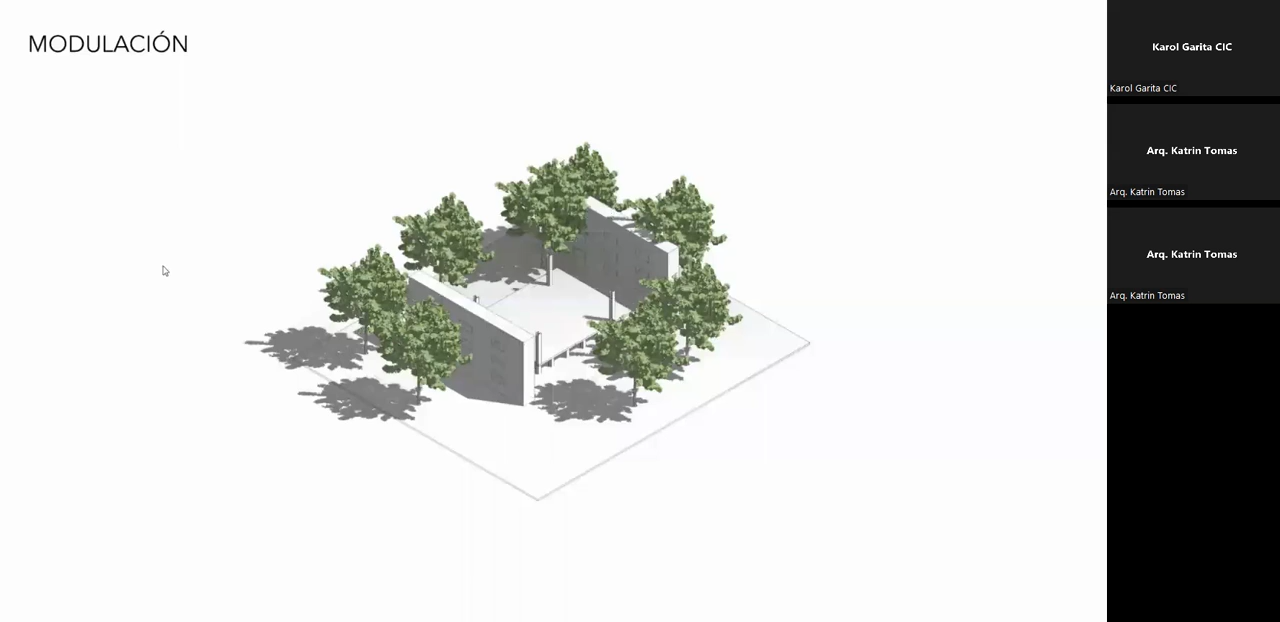 MODULACIÓN
Karol Garita CIC
Karol Garita CIC
Arq. Katrin Tomas
Arq. Katrin Tomas
Arq. Katrin Tomas
Arq. Katrin Tomas